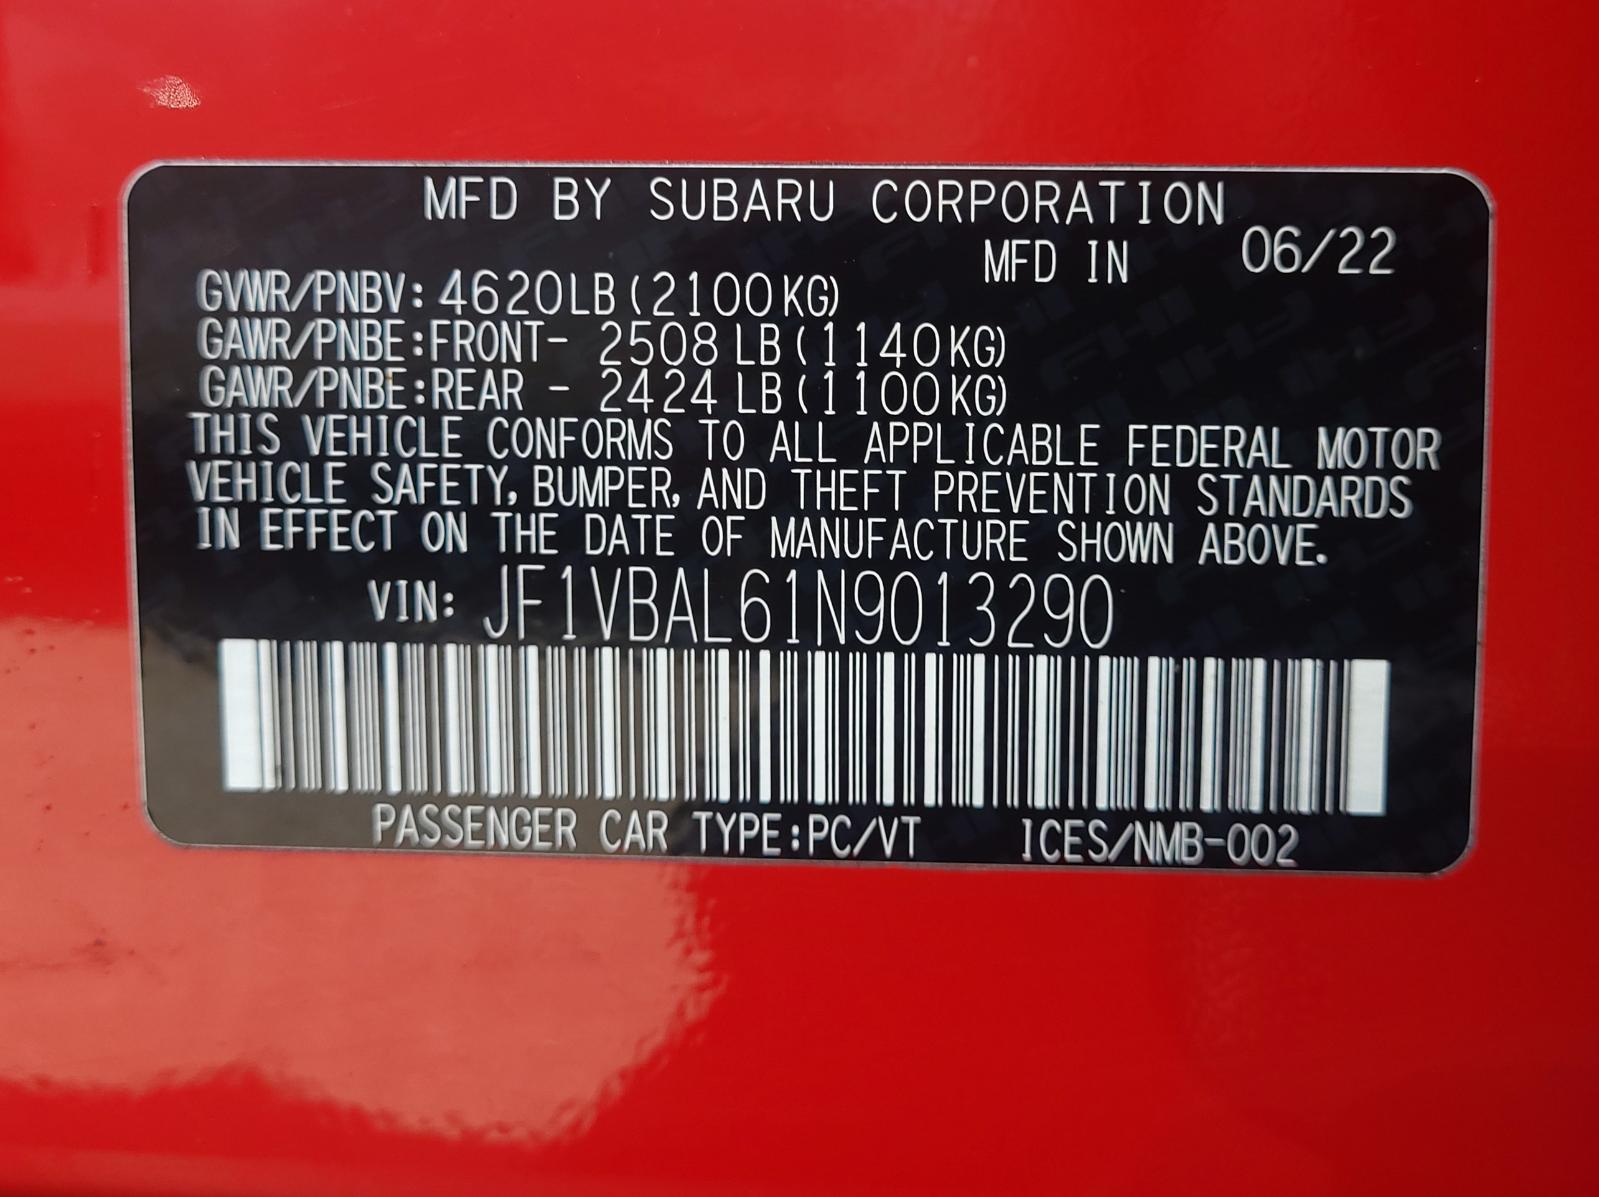 MFD BY SUBARU CORPORATION
MFD IN 06/22
GVWR/PNBV: 4620LB (2100KG)
GAWR/PNBE:FRONT- 2508 LB (1140KG)
GAWR/PNBE:REAR - 2424 LB (1100KG)
THIS VEHICLE CONFORMS TO ALL APPLICABLE FEDERAL MOTOR
VEHICLE SAFETY, BUMPER, AND THEFT PREVENTION STANDARDS
IN EFFECT ON THE DATE OF MANUFACTURE SHOWN ABOVE.
VIN: JF1VBAL61N9013290
PASSENGER CAR TYPE:PC/VT ICES/NMB-002